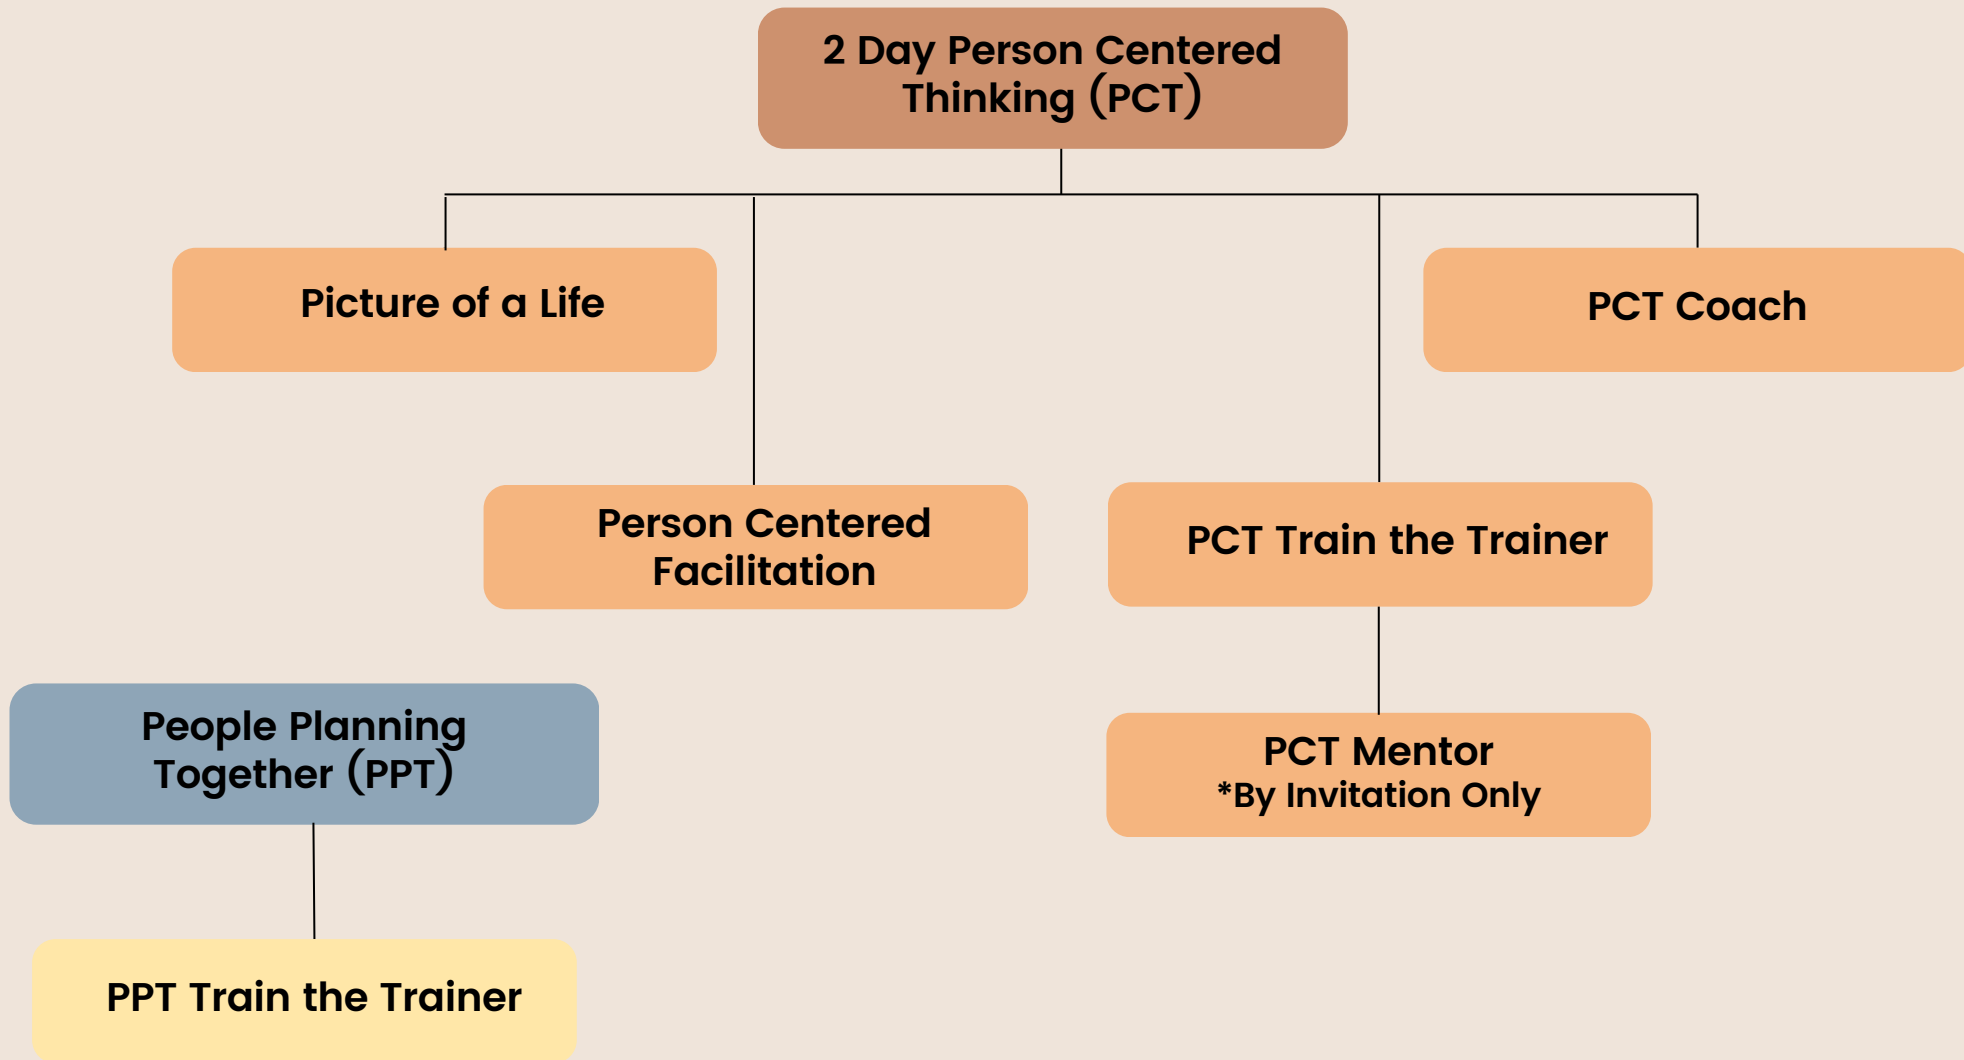 2 Day Person Centered
Thinking (PCT)
Picture of a Life
PCT Coach
Person Centered
Facilitation
PCT Train the Trainer
People Planning
Together (PPT)
PCT Mentor
*By Invitation Only
PPT Train the Trainer